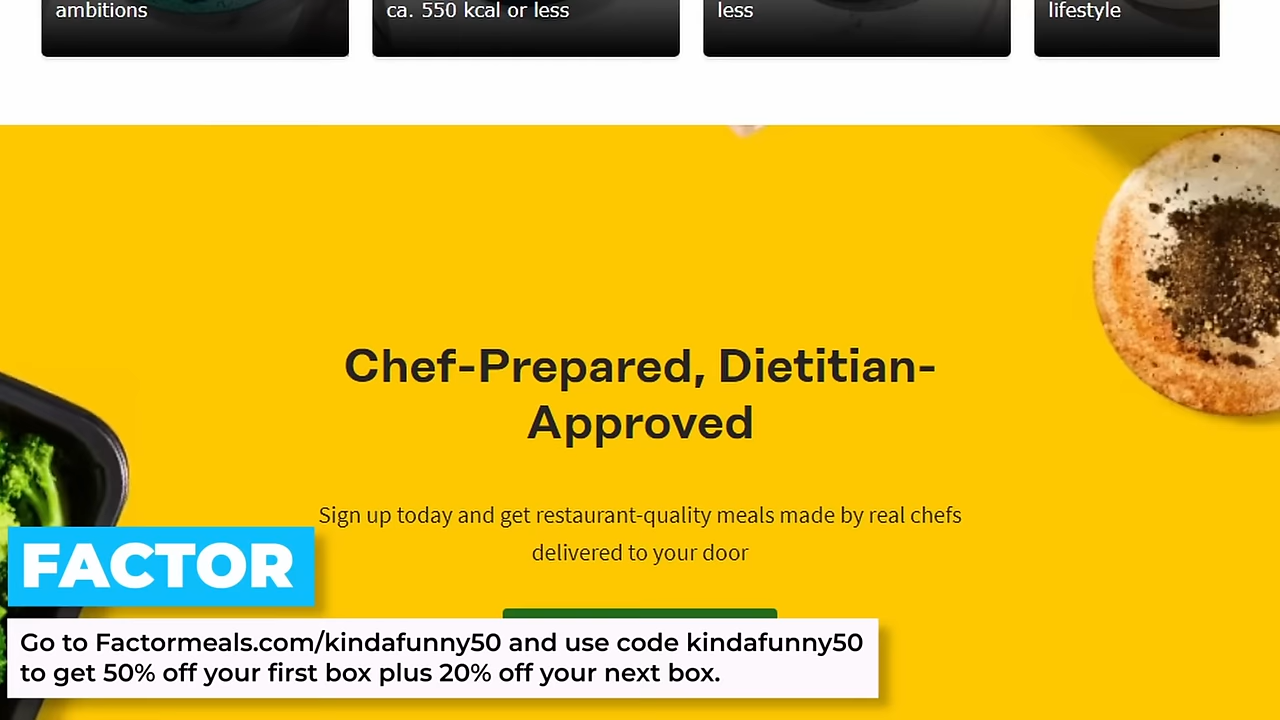 ambitions
ca. 550 kcal or less
less
lifestyle
Chef-Prepared, Dietitian-
Approved
Sign up today and get restaurant-quality meals made by real chefs
delivered to your door
FACTOR
Go to Factormeals.com/kindafunny50 and use code kindafunny50
to get 50% off your first box plus 20% off your next box.